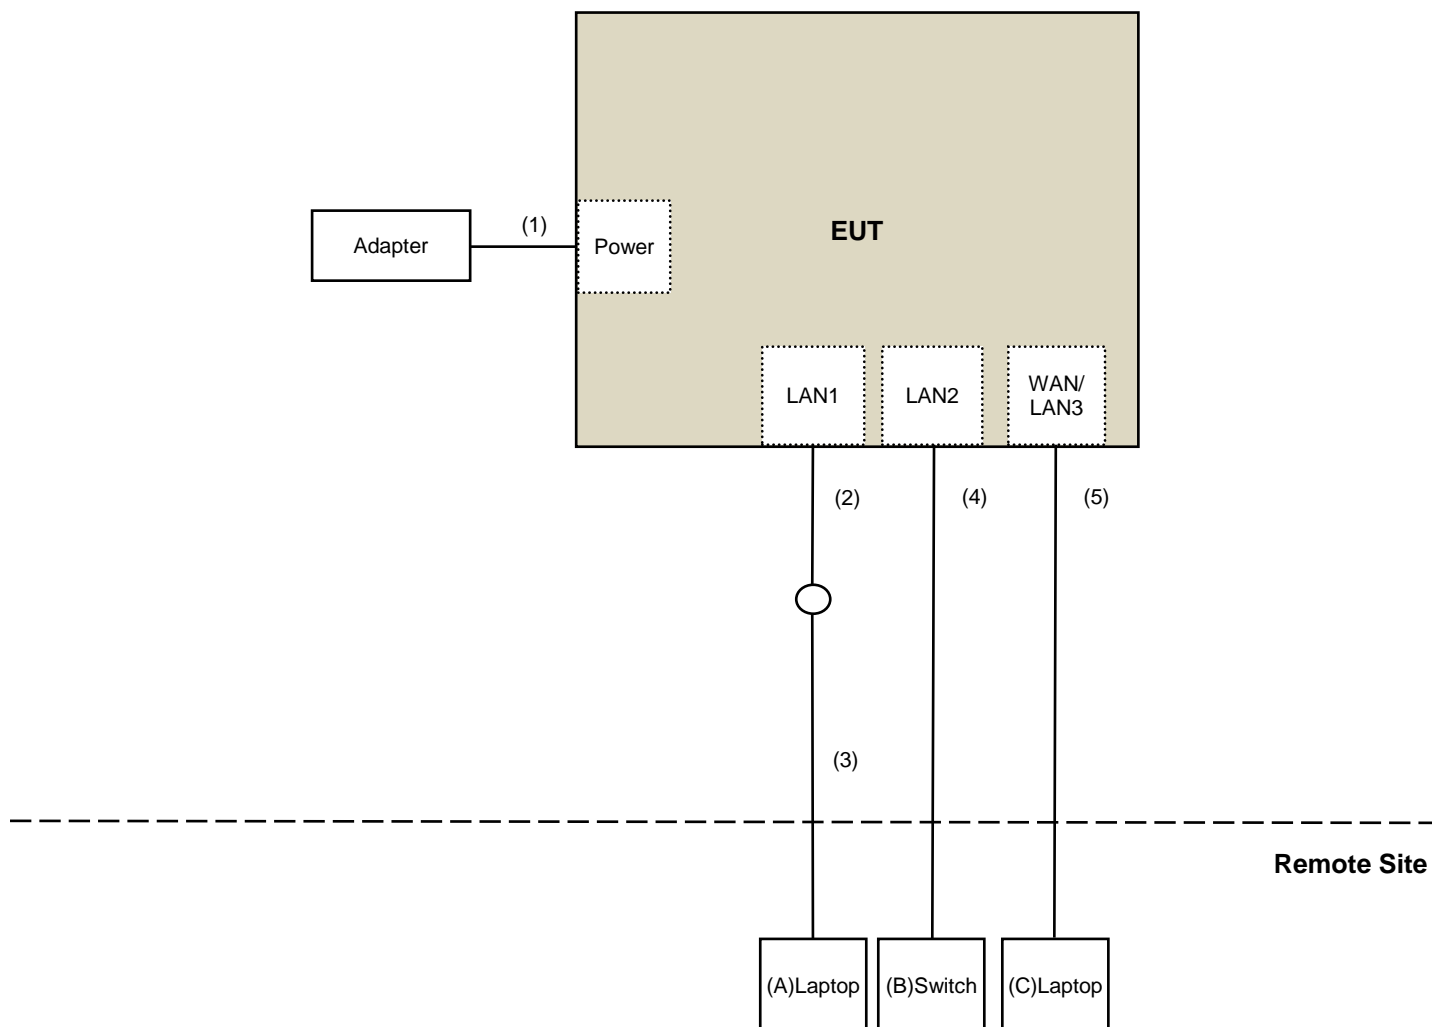 EUT
(1)
Adapter
Power
LAN1
LAN2
WAN/
LAN3
(2)
(4)
(5)
(3)
Remote Site
(A)Laptop
(B)Switch
(C)Laptop